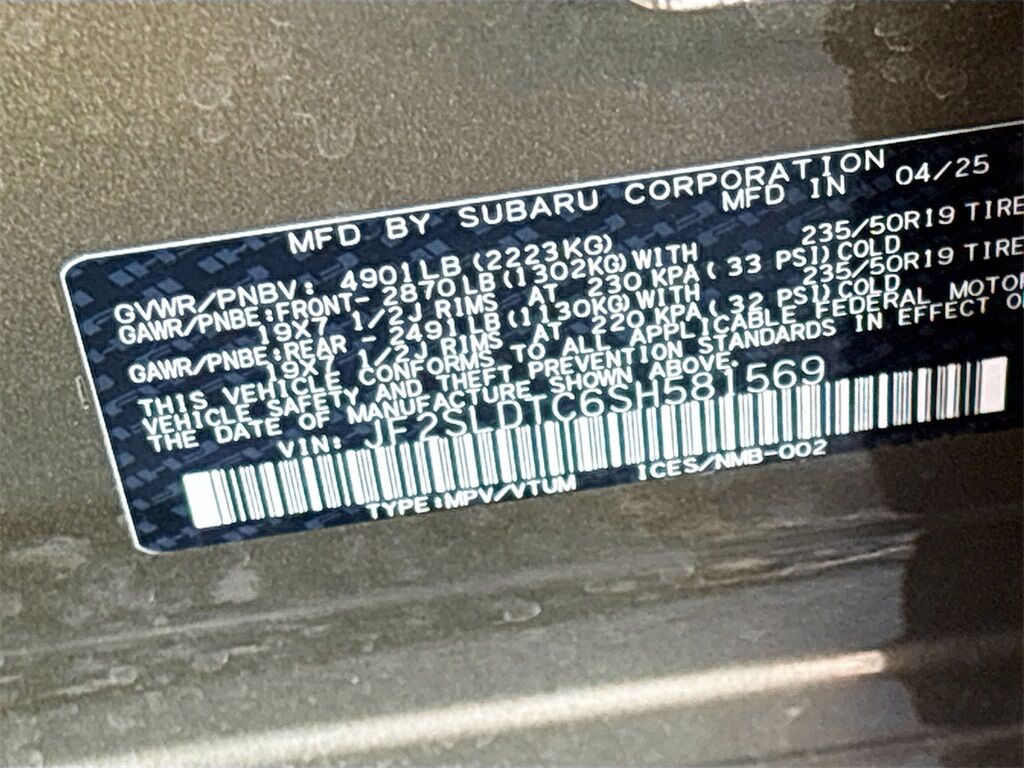 MFD BY SUBARU CORPORATION
MFD IN 04/25
GVWR/PNBV: 4901LB(2223KG)
GAWR/PNBE:FRONT- 2870LB(1302KG)WITH 235/50R19 TIRE
19X7 1/2J RIMS AT 230 KPA( 33 PSI)COLD
GAWR/PNBE:REAR - 2491LB(1130KG)WITH 235/50R19 TIRE
19X7 1/2J RIMS AT 220 KPA( 32 PSI)COLD
THIS VEHICLE CONFORMS TO ALL APPLICABLE FEDERAL MOTOR
VEHICLE SAFETY AND THEFT PREVENTION STANDARDS IN EFFECT O
THE DATE OF MANUFACTURE SHOWN ABOVE.
VIN: JF2SLDTC6SH581569
TYPE:MPV/VTUM ICES/NMB-002